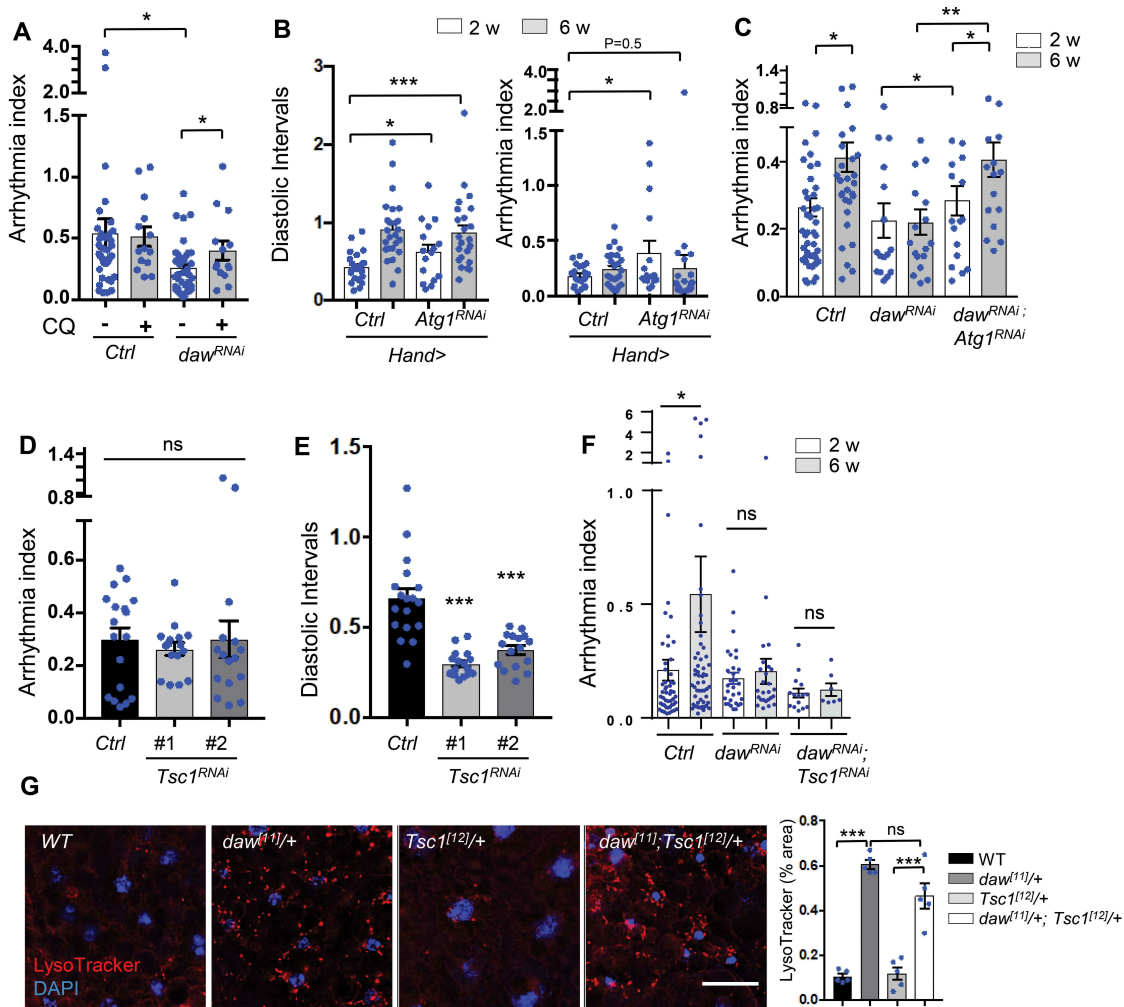 A
Arrhythmia index
4.0
2.0
1.5
1.0
0.5
0.0
*
*
CQ
- + - +
Ctrl daw^RNAi
B
2 w 6 w
Diastolic Intervals
3
2
1
0
***
*
Ctrl Atg1^RNAi
Hand>
Arrhythmia index
4.0
2.0
1.5
1.0
0.5
0.0
P=0.5
*
Ctrl Atg1^RNAi
Hand>
C
2 w
6 w
Arrhythmia index
1.4
0.8
0.4
0.2
0.0
**
* *
*
Ctrl daw^RNAi daw^RNAi;
Atg1^RNAi
D
Arrhythmia index
1.4
0.8
0.6
0.4
0.2
0.0
ns
Ctrl #1 #2
Tsc1^RNAi
E
Diastolic Intervals
1.5
1.0
0.5
0.0
***
***
Ctrl #1 #2
Tsc1^RNAi
F
2 w
6 w
Arrhythmia index
6
4
2
1.0
0.5
0.0
*
ns
ns
Ctrl daw^RNAi daw^RNAi;
Tsc1^RNAi
G
WT
daw^[11]/+
Tsc1^[12]/+
daw^[11];Tsc1^[12]/+
LysoTracker
DAPI
LysoTracker (% area)
0.8
0.6
0.4
0.2
0.0
*** ns
***
WT
daw^[11]/+
Tsc1^[12]/+
daw^[11]/+; Tsc1^[12]/+